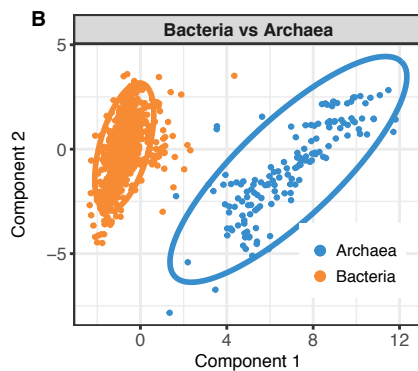 B
Bacteria vs Archaea
5
0
−5
Component 2
Archaea
Bacteria
0 4 8 12
Component 1